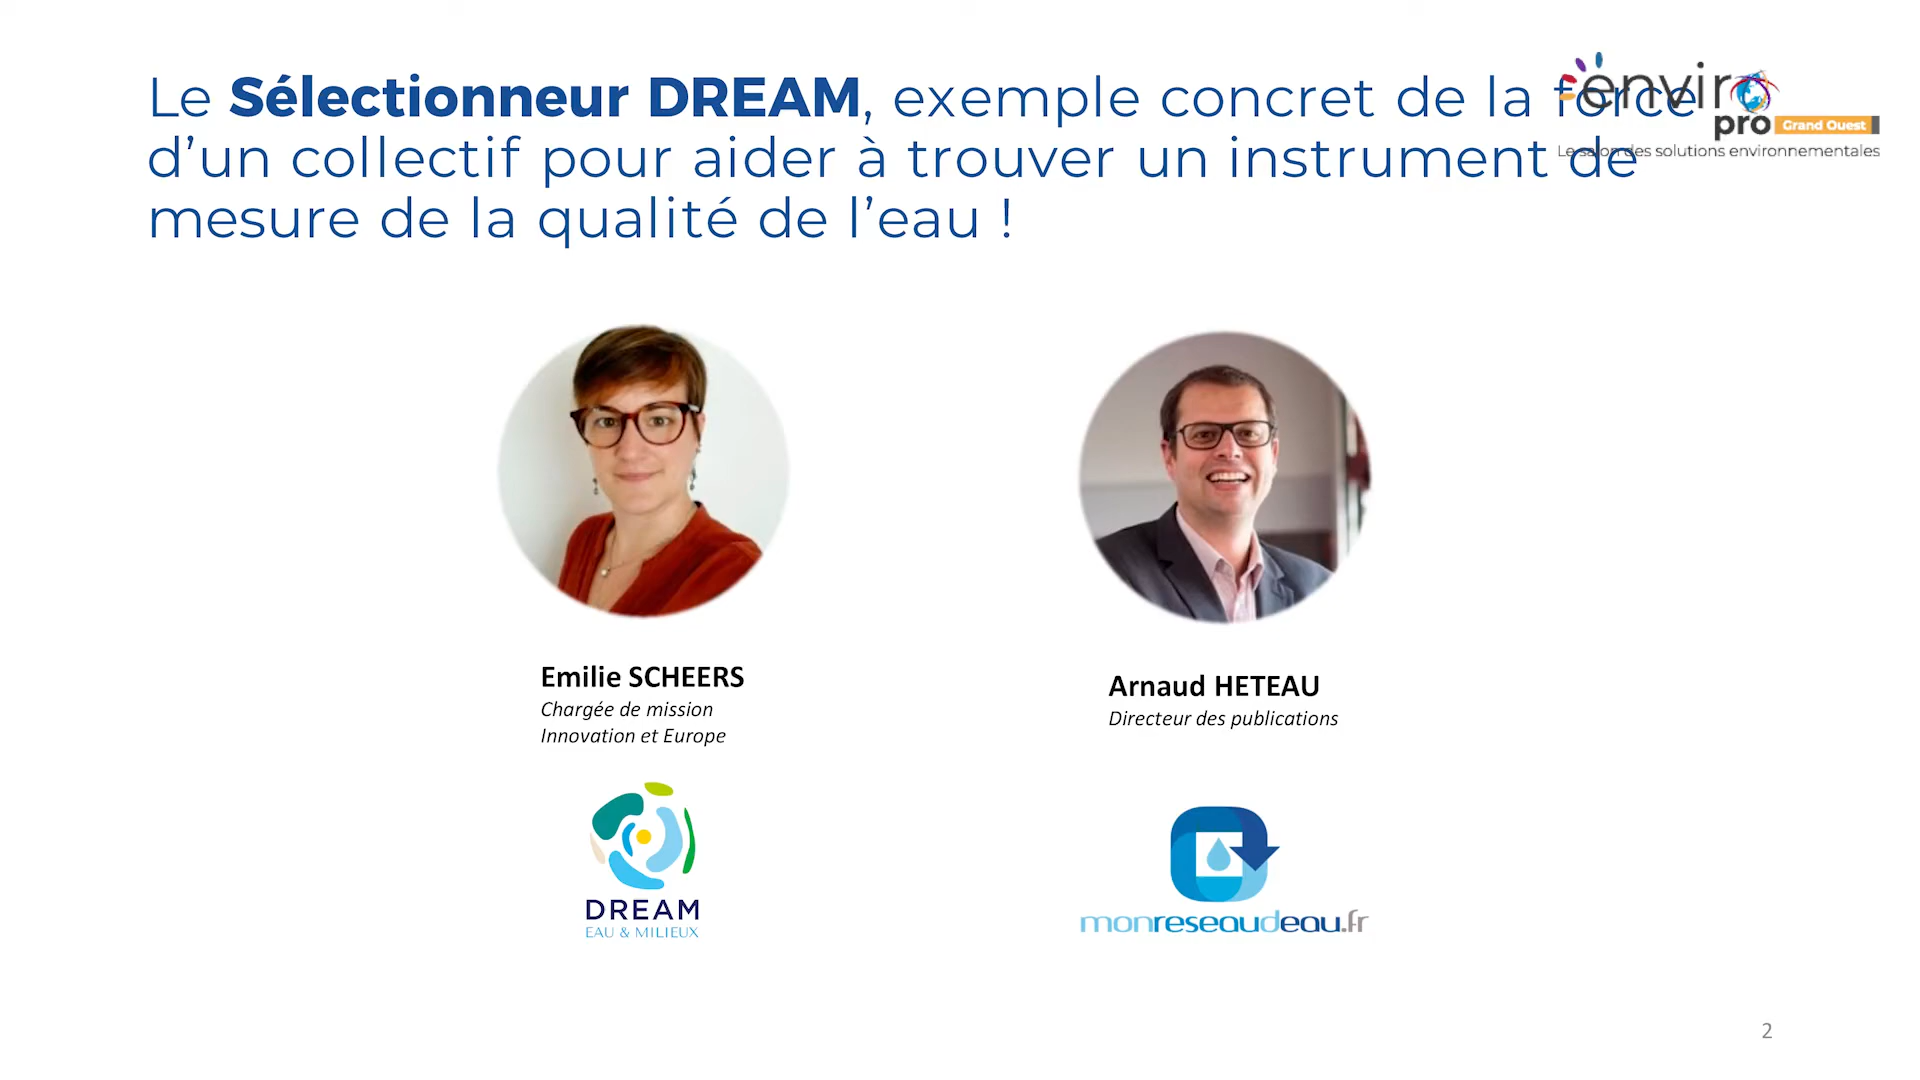 Le Sélectionneur DREAM, exemple concret de la force
d’un collectif pour aider à trouver un instrument de
mesure de la qualité de l’eau !
enviro
pro Grand Ouest
Le salon des solutions environnementales
Emilie SCHEERS
Chargée de mission
Innovation et Europe
Arnaud HETEAU
Directeur des publications
DREAM
EAU & MILIEUX
monreseaudeau.fr
2